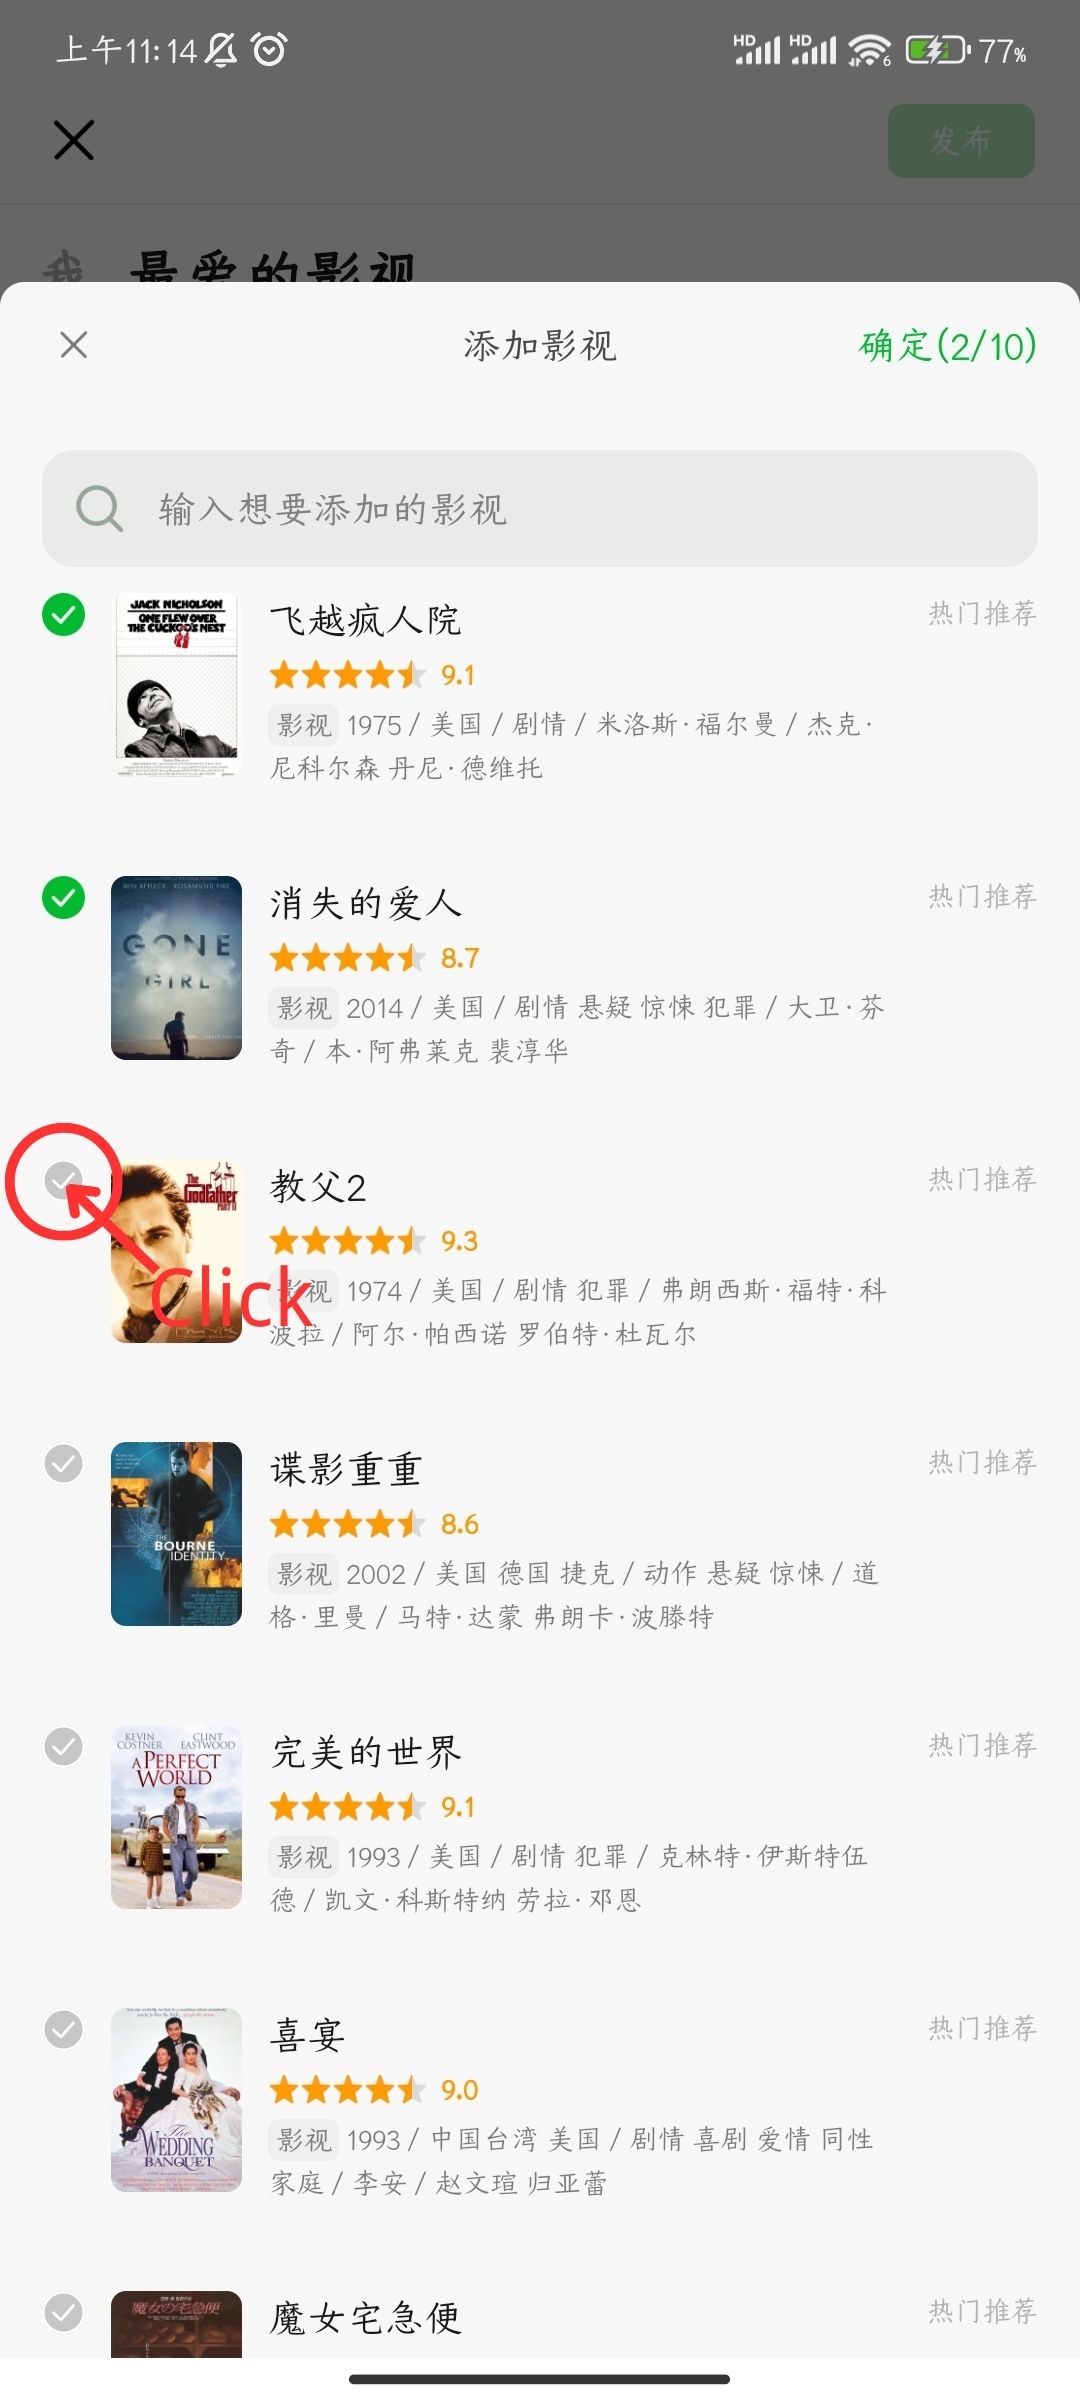 上午11:14
HD HD 6 77%
发布
我 最爱的影视
添加影视
确定(2/10)
输入想要添加的影视
JACK NICHOLSON
ONE FLEW OVER
THE CUCKOO'S NEST
飞越疯人院
热门推荐
9.1
影视 1975 / 美国 / 剧情 / 米洛斯·福尔曼 / 杰克·
尼科尔森 丹尼·德维托
BEN AFFLECK ROSAMUND PIKE
GONE
GIRL
消失的爱人
热门推荐
8.7
影视 2014 / 美国 / 剧情 悬疑 惊悚 犯罪 / 大卫·芬
奇 / 本·阿弗莱克 裴淳华
The
Godfather
PART II
教父2
热门推荐
9.3
Click
影视 1974 / 美国 / 剧情 犯罪 / 弗朗西斯·福特·科
波拉 / 阿尔·帕西诺 罗伯特·杜瓦尔
THE
BOURNE
IDENTITY
谍影重重
热门推荐
8.6
影视 2002 / 美国 德国 捷克 / 动作 悬疑 惊悚 / 道
格·里曼 / 马特·达蒙 弗朗卡·波滕特
KEVIN COSTNER CLINT EASTWOOD
A PERFECT
WORLD
完美的世界
热门推荐
9.1
影视 1993 / 美国 / 剧情 犯罪 / 克林特·伊斯特伍
德 / 凯文·科斯特纳 劳拉·邓恩
The
WEDDING
BANQUET
喜宴
热门推荐
9.0
影视 1993 / 中国台湾 美国 / 剧情 喜剧 爱情 同性
家庭 / 李安 / 赵文瑄 归亚蕾
魔女の宅急便
魔女宅急便
热门推荐